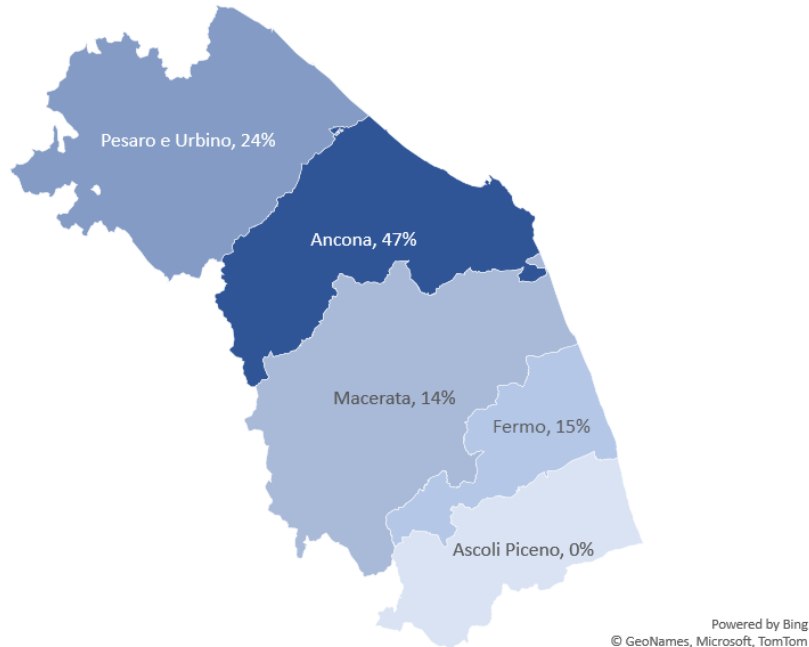 Pesaro e Urbino, 24%
Ancona, 47%
Macerata, 14%
Fermo, 15%
Ascoli Piceno, 0%
Powered by Bing
© GeoNames, Microsoft, TomTom